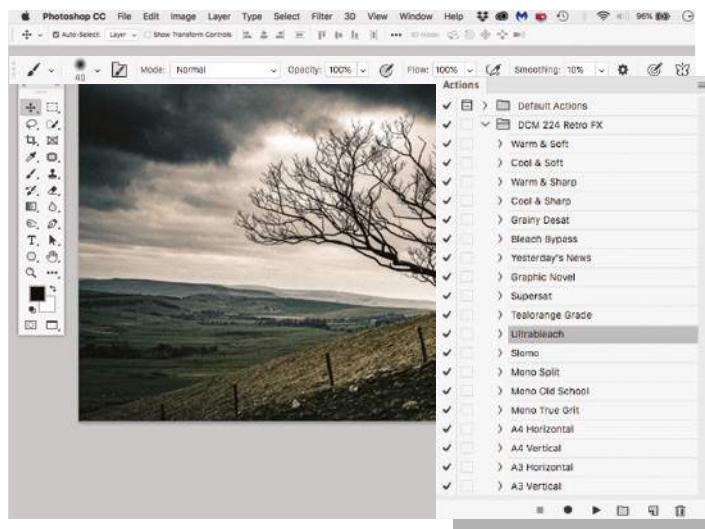 Photoshop CC File Edit Image Layer Type Select Filter 3D View Window Help 96%
Auto-Select: Layer Show Transform Controls
40 Mode: Normal Opacity: 100% Flow: 100% Smoothing: 10%
Actions
Default Actions
DCM 224 Retro FX
Warm & Soft
Cool & Soft
Warm & Sharp
Cool & Sharp
Grainy Desat
Bleach Bypass
Yesterday's News
Graphic Novel
Supersat
Tealorange Grade
Ultrableach
Slomo
Mono Split
Mono Old School
Mono True Grit
A4 Horizontal
A4 Vertical
A3 Horizontal
A3 Vertical